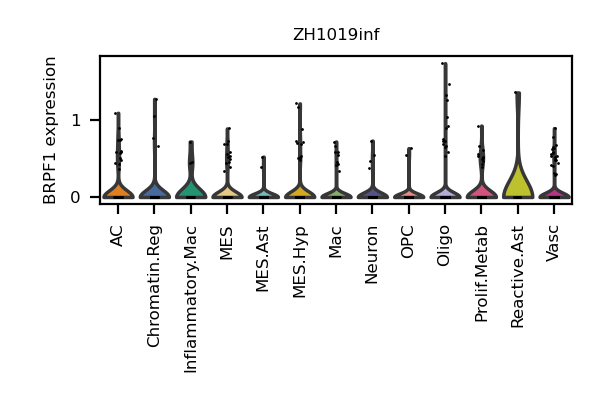 ZH1019inf
BRPF1 expression
1
0
AC
Chromatin.Reg
Inflammatory.Mac
MES
MES.Ast
MES.Hyp
Mac
Neuron
OPC
Oligo
Prolif.Metab
Reactive.Ast
Vasc